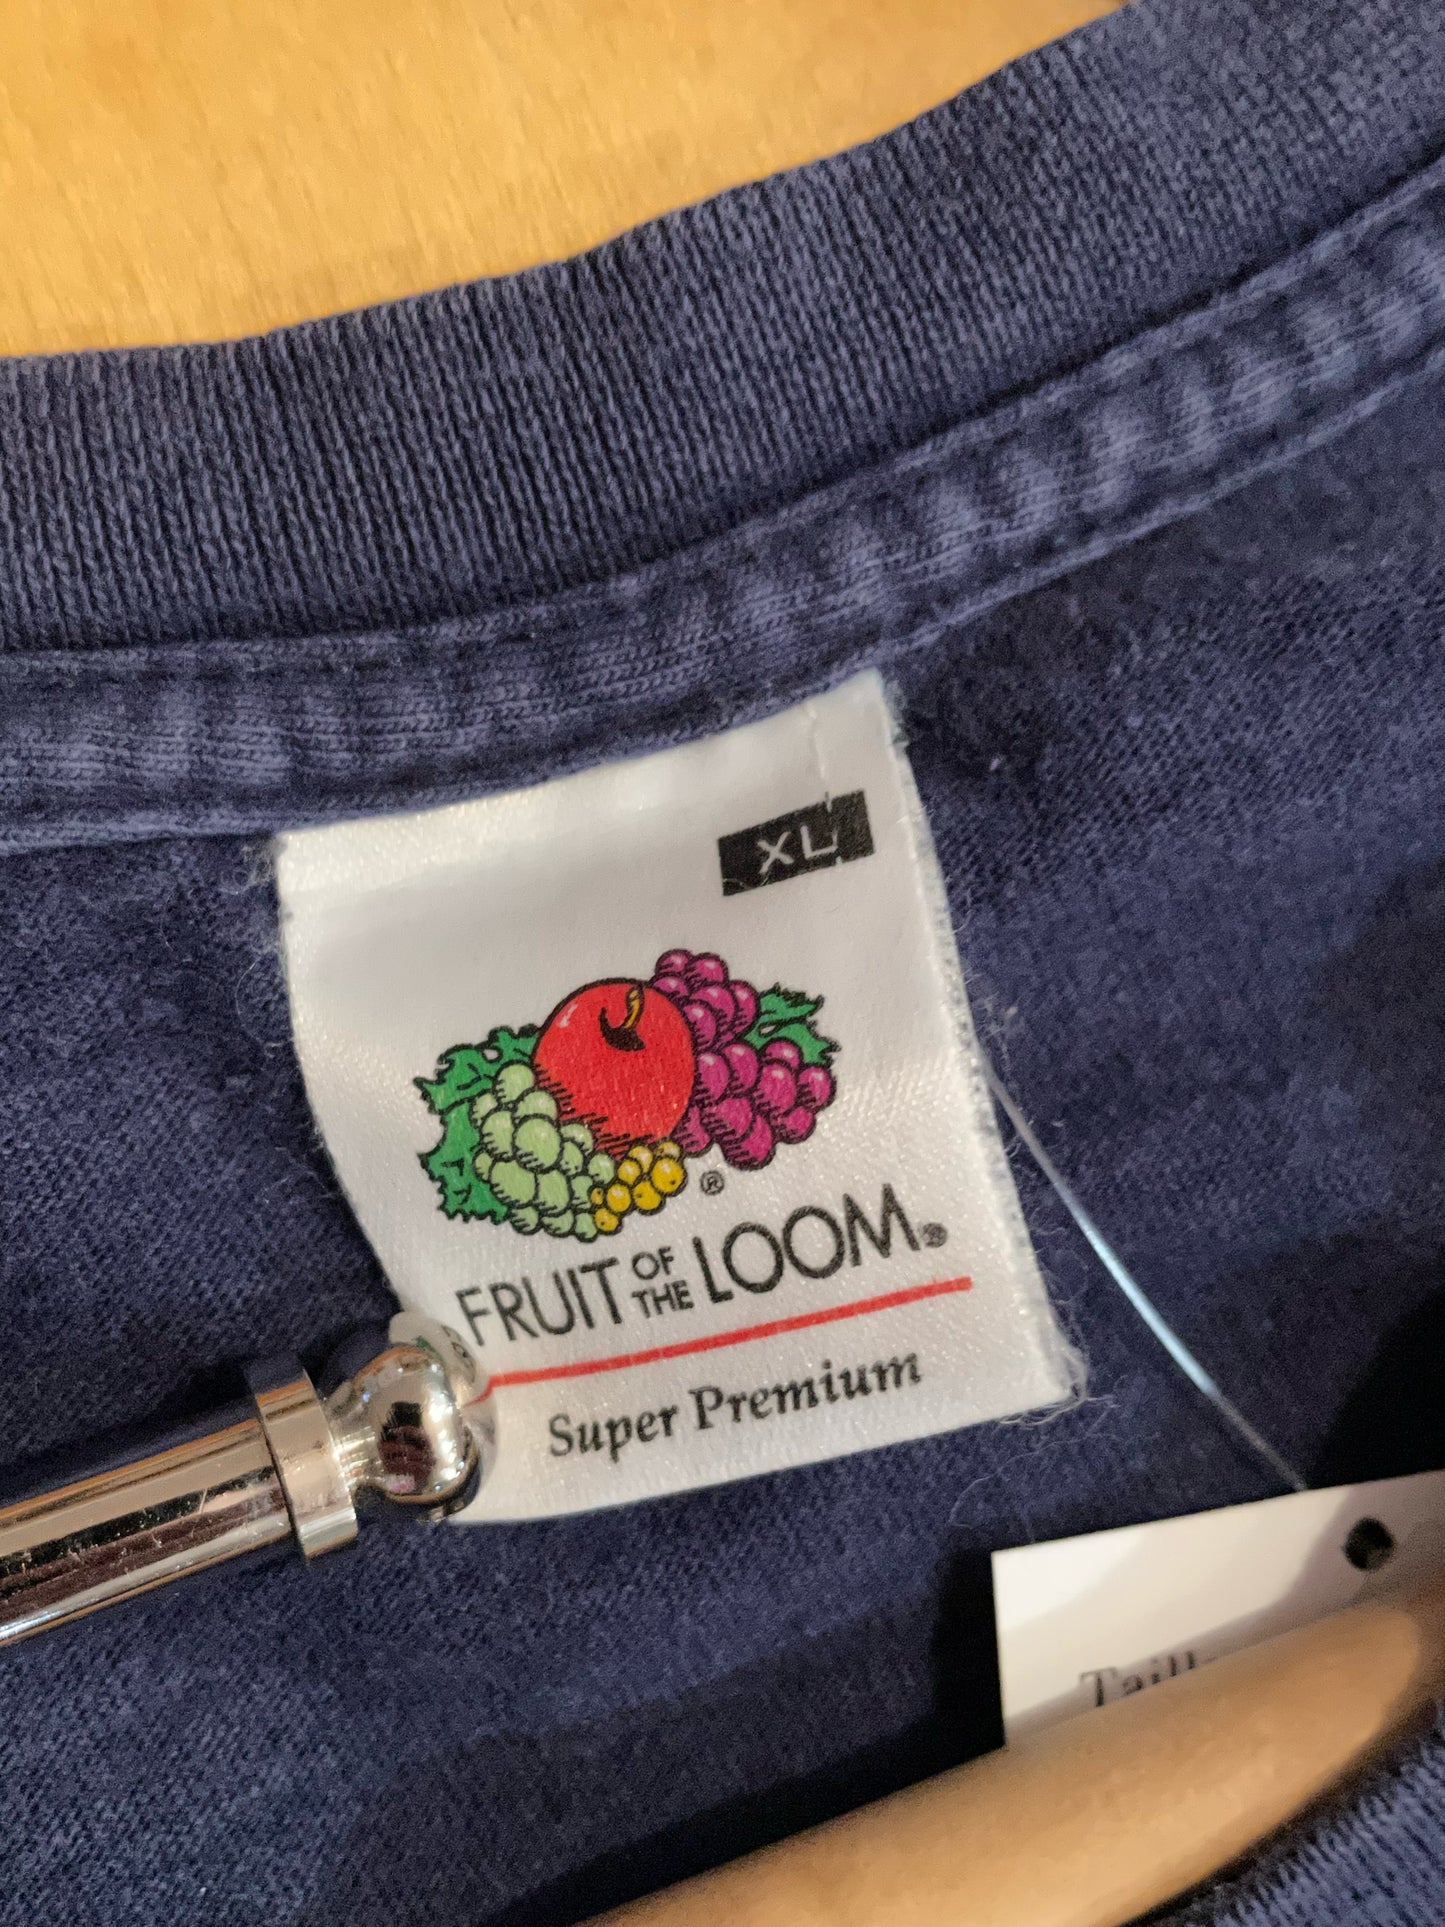 XL
®
FRUIT OF THE LOOM®
Super Premium